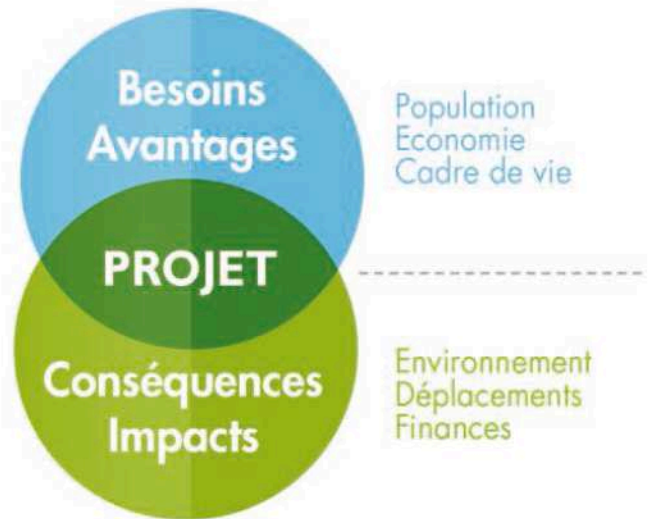 Besoins
Avantages
Population
Economie
Cadre de vie
PROJET
Conséquences
Impacts
Environnement
Déplacements
Finances